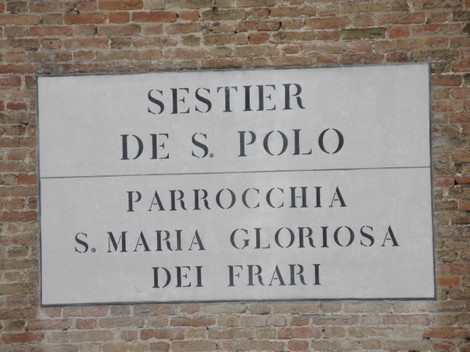 SESTIER
DE S. POLO
PARROCCHIA
S. MARIA GLORIOSA
DEI FRARI